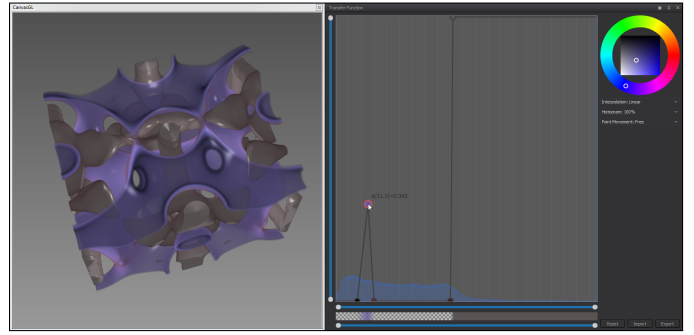 CanvasGL
Transfer Function
Interpolation: Linear
Histogram: 100%
Point Movement: Free
Reset
Import
Export